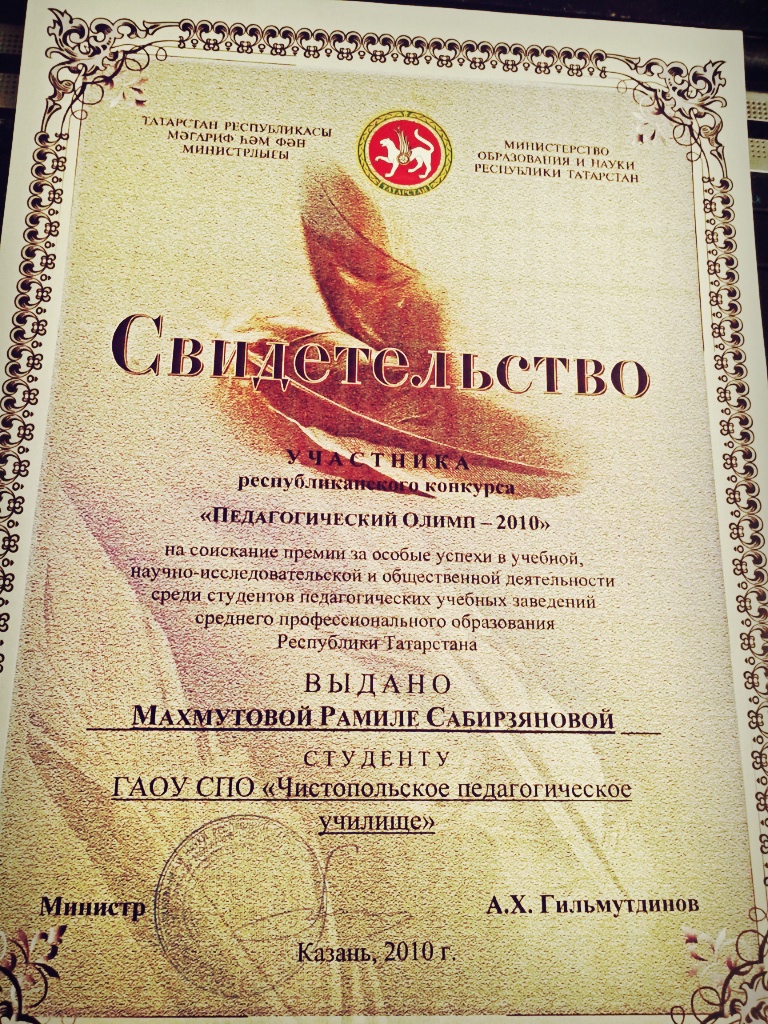 ТАТАРСТАН РЕСПУБЛИКАСЫ
МӘГАРИФ ҺӘМ ФӘН
МИНИСТРЛЫГЫ
МИНИСТЕРСТВО
ОБРАЗОВАНИЯ И НАУКИ
РЕСПУБЛИКИ ТАТАРСТАН
ТАТАРСТАН
СВИДЕТЕЛЬСТВО
УЧАСТНИКА
республиканского конкурса
«ПЕДАГОГИЧЕСКИЙ ОЛИМП – 2010»
на соискание премии за особые успехи в учебной,
научно-исследовательской и общественной деятельности
среди студентов педагогических учебных заведений
среднего профессионального образования
Республики Татарстана
ВЫДАНО
МАХМУТОВОЙ РАМИЛЕ САБИРЗЯНОВОЙ
СТУДЕНТУ
ГАОУ СПО «Чистопольское педагогическое
училище»
Министр
А.Х. Гильмутдинов
Казань, 2010 г.